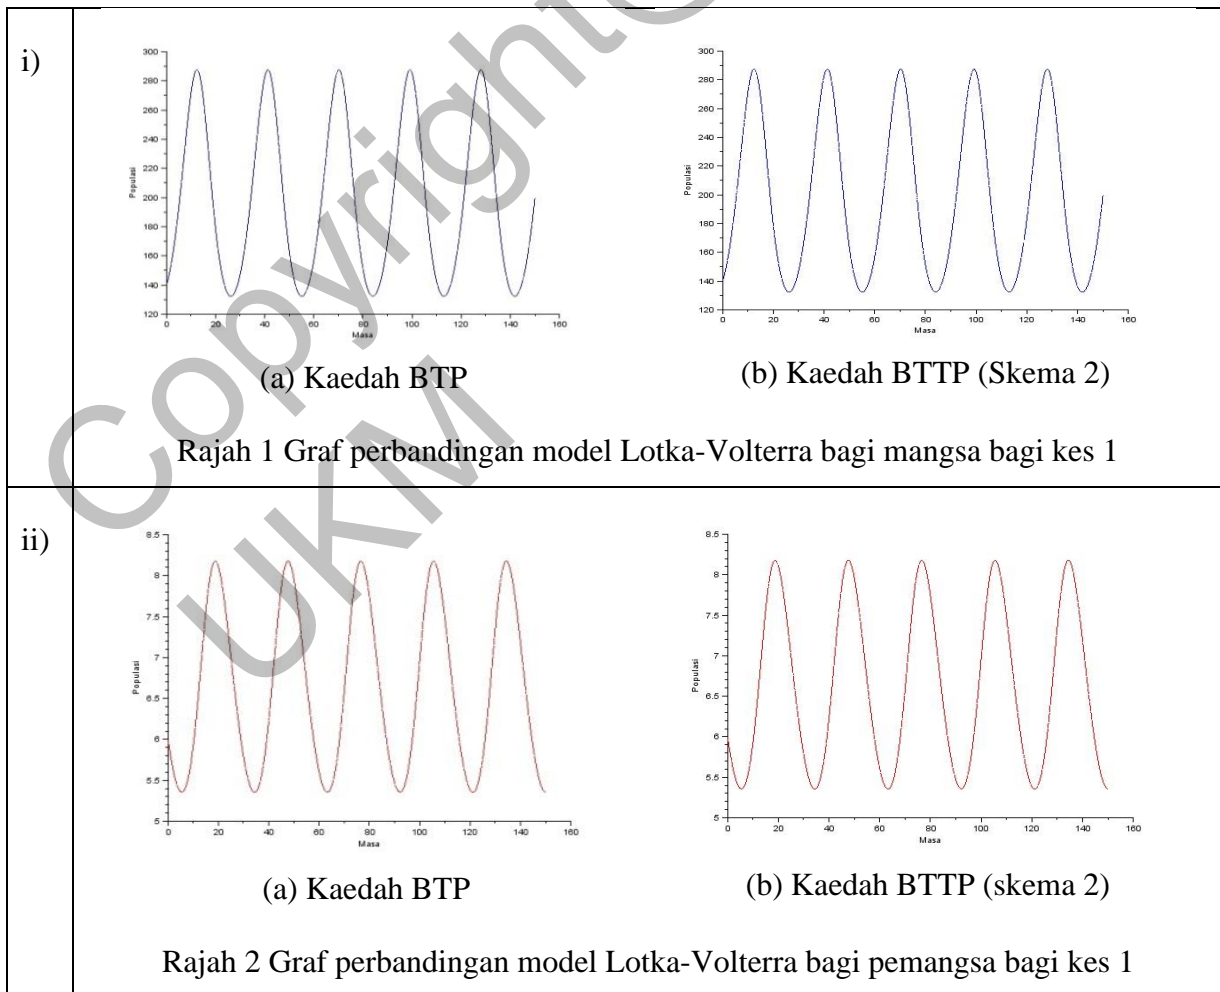 i)
300
280
260
240
220
200
180
160
140
120
0 20 40 60 80 100 120 140 160
Populasi
Masa
(a) Kaedah BTP
300
280
260
240
220
200
180
160
140
120
0 20 40 60 80 100 120 140 160
Populasi
Masa
(b) Kaedah BTTP (Skema 2)
Rajah 1 Graf perbandingan model Lotka-Volterra bagi mangsa bagi kes 1
ii)
8.5
8
7.5
7
6.5
6
5.5
5
0 20 40 60 80 100 120 140 160
Populasi
Masa
(a) Kaedah BTP
8.5
8
7.5
7
6.5
6
5.5
5
0 20 40 60 80 100 120 140 160
Populasi
Masa
(b) Kaedah BTTP (skema 2)
Rajah 2 Graf perbandingan model Lotka-Volterra bagi pemangsa bagi kes 1
Copyright@
UKM